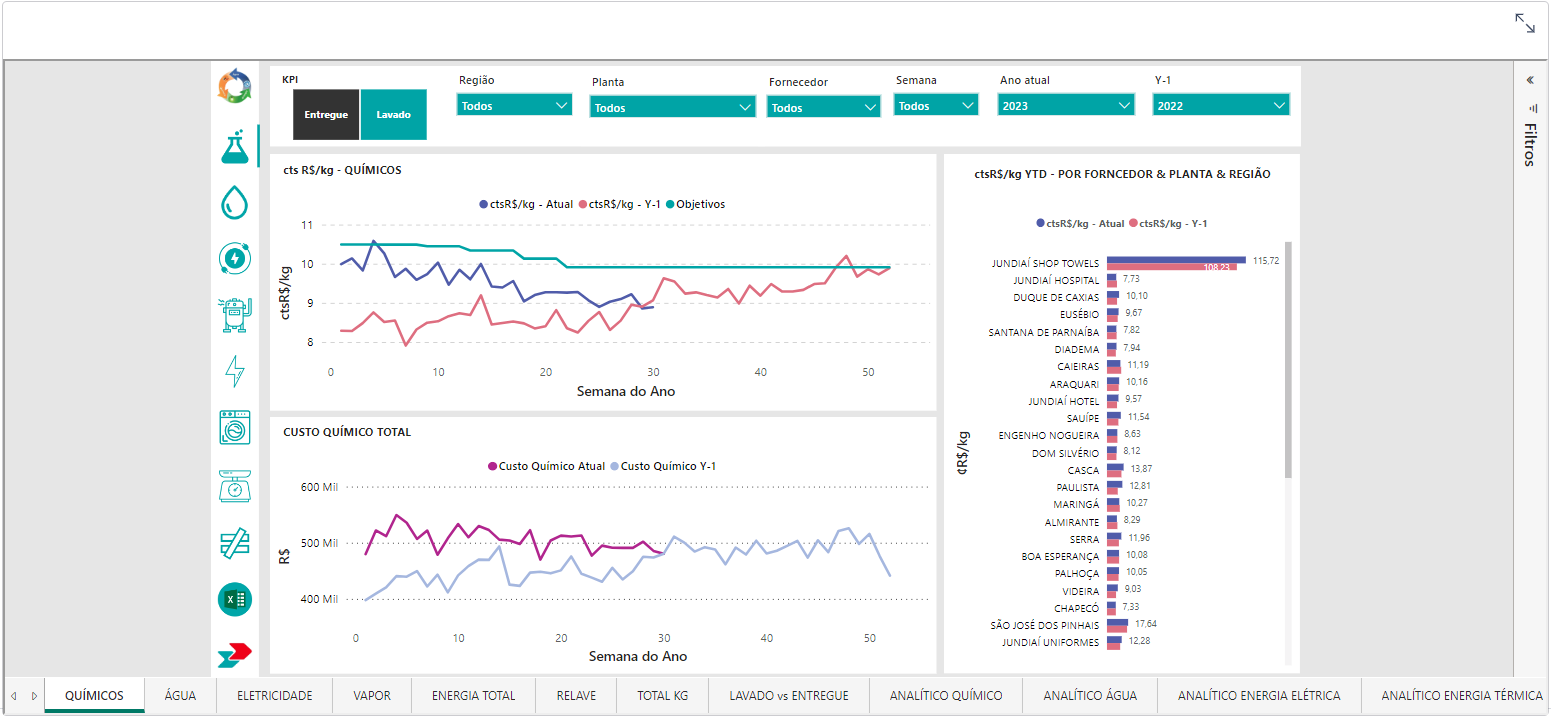 KPI
Entregue
Lavado
Região
Todos
Planta
Todos
Fornecedor
Todos
Semana
Todos
Ano atual
2023
Y-1
2022
Filtros
cts R$/kg - QUÍMICOS
ctsR$/kg - Atual ctsR$/kg - Y-1 Objetivos
ctsR$/kg
11
10
9
8
0 10 20 30 40 50
Semana do Ano
CUSTO QUÍMICO TOTAL
Custo Químico Atual Custo Químico Y-1
R$
600 Mil
500 Mil
400 Mil
0 10 20 30 40 50
Semana do Ano
ctsR$/kg YTD - POR FORNCEDOR & PLANTA & REGIÃO
ctsR$/kg - Atual ctsR$/kg - Y-1
¢R$/kg
JUNDIAÍ SHOP TOWELS 115,72
108,23
JUNDIAÍ HOSPITAL 7,73
DUQUE DE CAXIAS 10,10
EUSÉBIO 9,67
SANTANA DE PARNAÍBA 7,82
DIADEMA 7,94
CAIEIRAS 11,19
ARAQUARI 10,16
JUNDIAÍ HOTEL 9,57
SAUÍPE 11,54
ENGENHO NOGUEIRA 8,63
DOM SILVÉRIO 8,12
CASCA 13,87
PAULISTA 12,81
MARINGÁ 10,27
ALMIRANTE 8,29
SERRA 11,96
BOA ESPERANÇA 10,08
PALHOÇA 10,05
VIDEIRA 9,03
CHAPECÓ 7,33
SÃO JOSÉ DOS PINHAIS 17,64
JUNDIAÍ UNIFORMES 12,28
QUÍMICOS
ÁGUA
ELETRICIDADE
VAPOR
ENERGIA TOTAL
RELAVE
TOTAL KG
LAVADO vs ENTREGUE
ANALÍTICO QUÍMICO
ANALÍTICO ÁGUA
ANALÍTICO ENERGIA ELÉTRICA
ANALÍTICO ENERGIA TÉRMICA